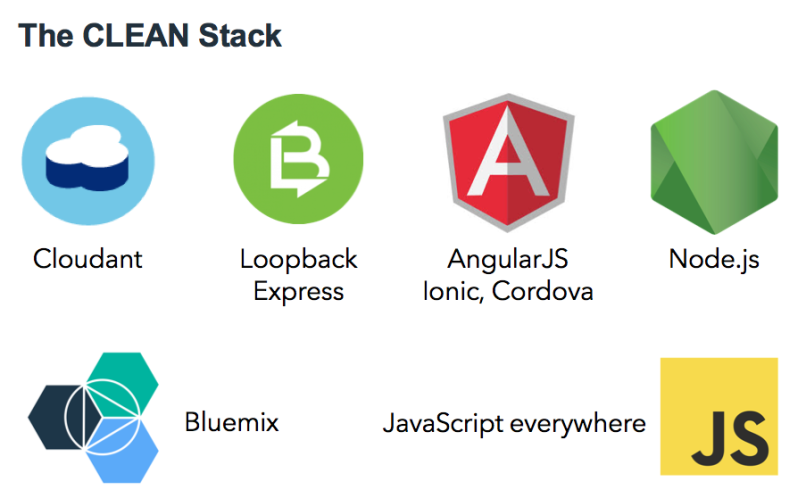 The CLEAN Stack
Cloudant
Loopback
Express
AngularJS
Ionic, Cordova
Node.js
Bluemix
JavaScript everywhere
JS